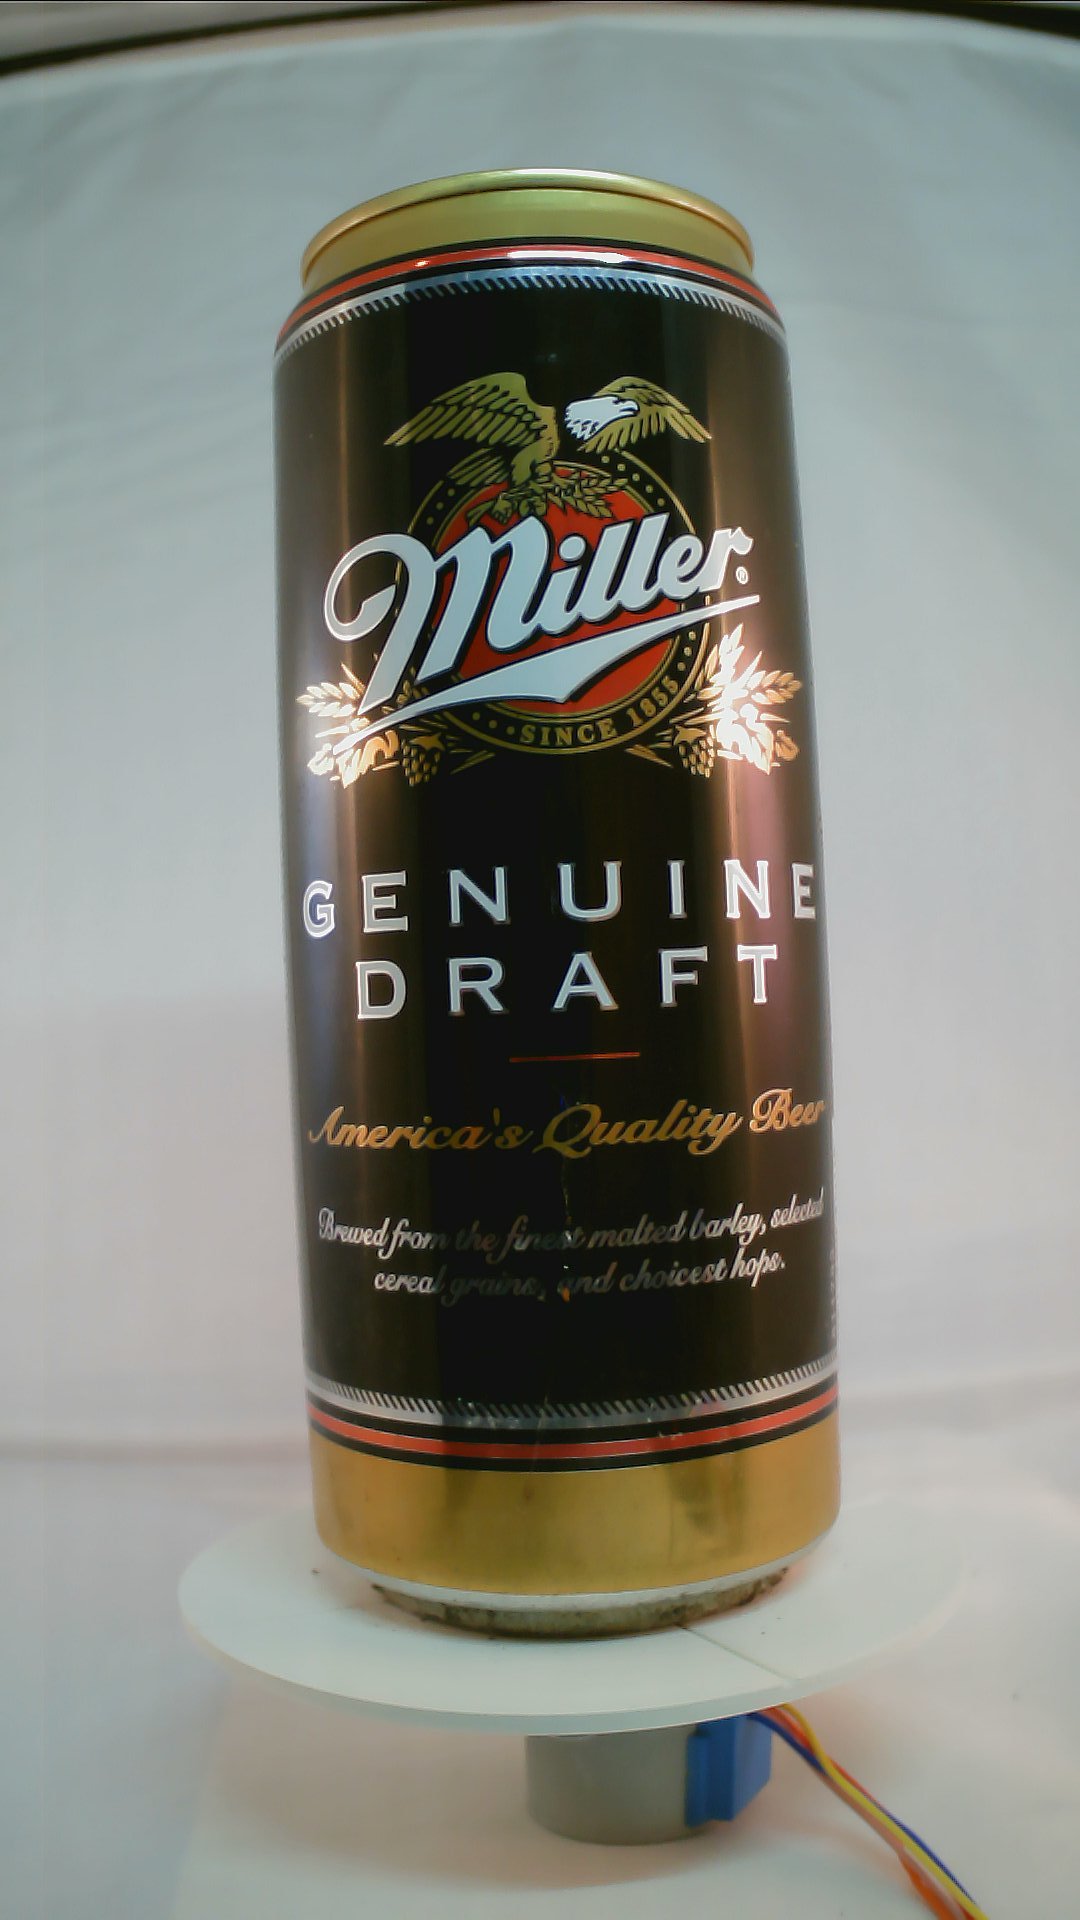 Miller®
SINCE 1855
GENUINE
DRAFT
America's Quality Beer
Brewed from the finest malted barley, selected
cereal grains, and choicest hops.